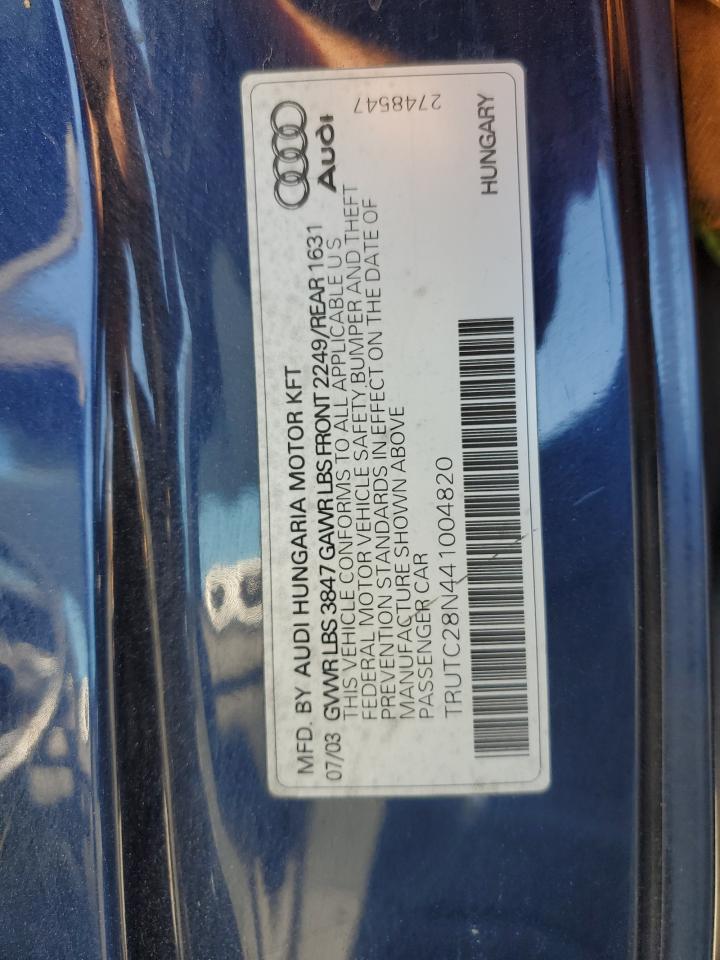 MFD. BY AUDI HUNGARIA MOTOR KFT
07/03 GVWR LBS 3847 GAWR LBS FRONT 2249/REAR 1631
THIS VEHICLE CONFORMS TO ALL APPLICABLE U S
FEDERAL MOTOR VEHICLE SAFETY BUMPER AND THEFT
PREVENTION STANDARDS IN EFFECT ON THE DATE OF
MANUFACTURE SHOWN ABOVE
PASSENGER CAR
TRUTC28N441004820
Audi
2748547
HUNGARY